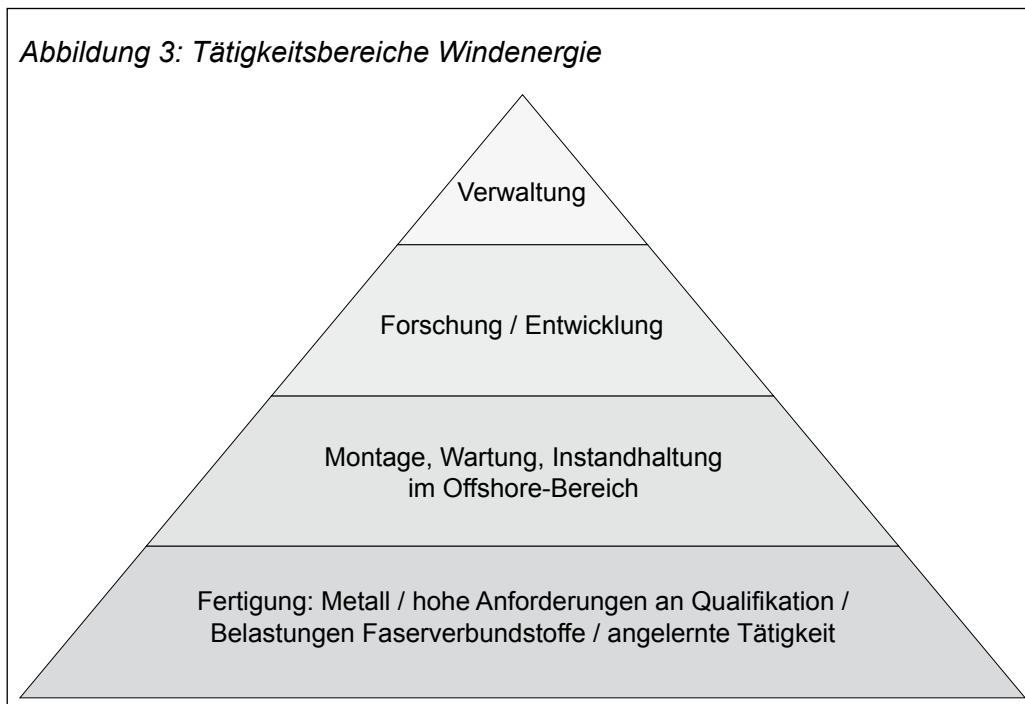 Abbildung 3: Tätigkeitsbereiche Windenergie
Verwaltung
Forschung / Entwicklung
Montage, Wartung, Instandhaltung
im Offshore-Bereich
Fertigung: Metall / hohe Anforderungen an Qualifikation /
Belastungen Faserverbundstoffe / angelernte Tätigkeit